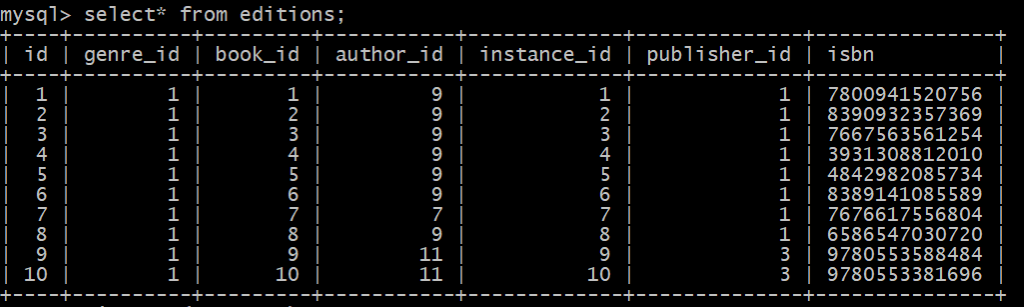 mysql> select* from editions;
+----+----------+---------+-----------+-------------+--------------+---------------+
| id | genre_id | book_id | author_id | instance_id | publisher_id | isbn          |
+----+----------+---------+-----------+-------------+--------------+---------------+
|  1 |        1 |       1 |         9 |           1 |            1 | 7800941520756 |
|  2 |        1 |       2 |         9 |           2 |            1 | 8390932357369 |
|  3 |        1 |       3 |         9 |           3 |            1 | 7667563561254 |
|  4 |        1 |       4 |         9 |           4 |            1 | 3931308812010 |
|  5 |        1 |       5 |         9 |           5 |            1 | 4842982085734 |
|  6 |        1 |       6 |         9 |           6 |            1 | 8389141085589 |
|  7 |        1 |       7 |         7 |           7 |            1 | 7676617556804 |
|  8 |        1 |       8 |         9 |           8 |            1 | 6586547030720 |
|  9 |        1 |       9 |        11 |           9 |            3 | 9780553588484 |
| 10 |        1 |      10 |        11 |          10 |            3 | 9780553381696 |
+----+----------+---------+-----------+-------------+--------------+---------------+